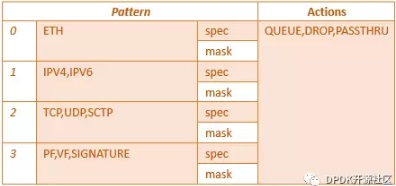 Pattern Actions
0 ETH spec QUEUE,DROP,PASSTHRU
mask
1 IPV4,IPV6 spec
mask
2 TCP,UDP,SCTP spec
mask
3 PF,VF,SIGNATURE spec
mask
DPDK开源社区